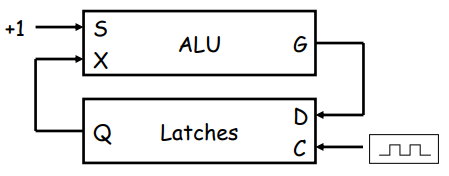 +1 S ALU G
X
Q Latches D
C